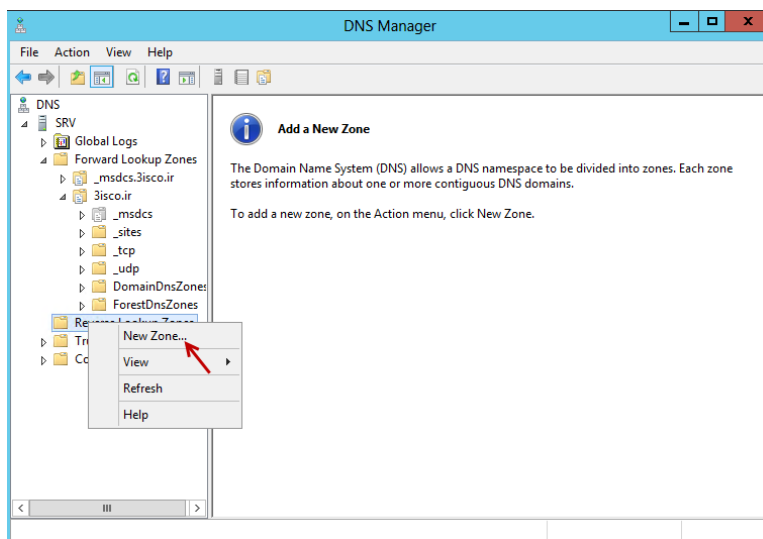 DNS Manager
File Action View Help
DNS
SRV
Global Logs
Forward Lookup Zones
_msdcs.3isco.ir
3isco.ir
_msdcs
_sites
_tcp
_udp
DomainDnsZones
ForestDnsZones
Reverse Lookup Zones
New Zone...
View
Refresh
Help
Add a New Zone
The Domain Name System (DNS) allows a DNS namespace to be divided into zones. Each zone
stores information about one or more contiguous DNS domains.
To add a new zone, on the Action menu, click New Zone.